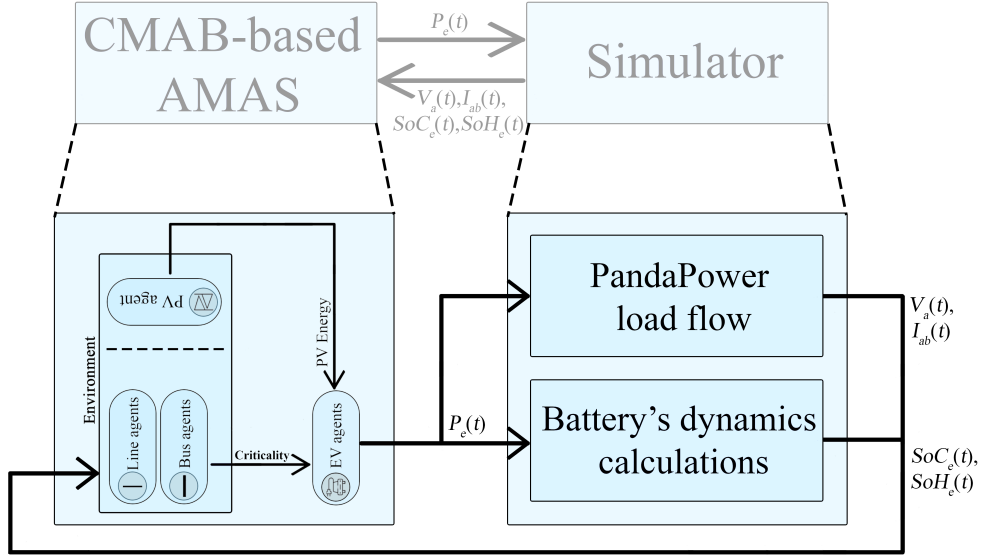 CMAB-based
AMAS
P_e(t)
V_a(t),I_ab(t),
SoC_e(t),SoH_e(t)
Simulator
Environment
PV agent
Line agents
Bus agents
Criticality
PV Energy
EV agents
P_e(t)
PandaPower
load flow
Battery’s dynamics
calculations
V_a(t),
I_ab(t)
SoC_e(t),
SoH_e(t)